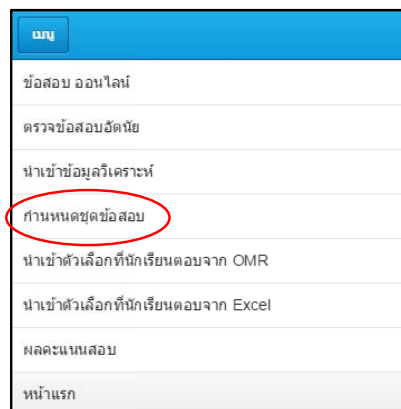 เมนู
ข้อสอบ ออนไลน์
ตรวจข้อสอบอัตนัย
นำเข้าข้อมูลวิเคราะห์
กำหนดชุดข้อสอบ
นำเข้าตัวเลือกที่นักเรียนตอบจาก OMR
นำเข้าตัวเลือกที่นักเรียนตอบจาก Excel
ผลคะแนนสอบ
หน้าแรก